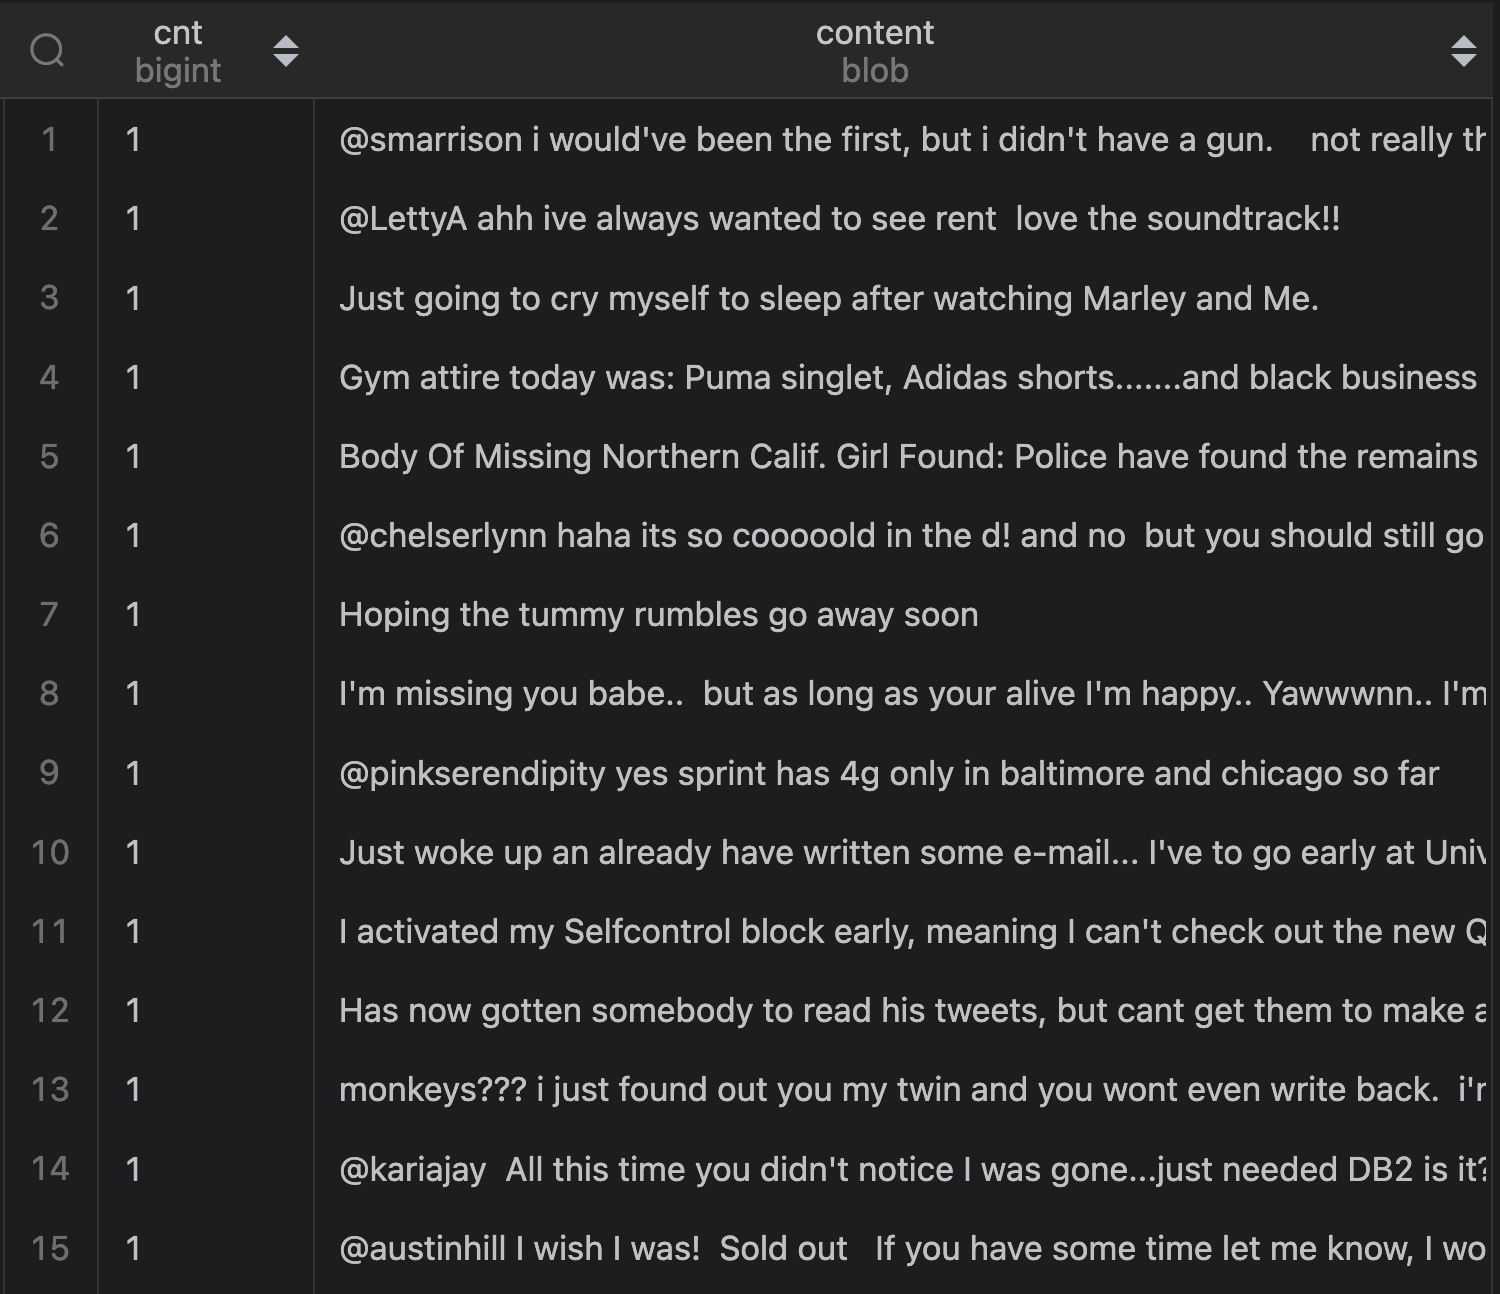 cnt content
bigint blob
1 1 @smarrison i would've been the first, but i didn't have a gun.    not really
2 1 @LettyA ahh ive always wanted to see rent  love the soundtrack!!
3 1 Just going to cry myself to sleep after watching Marley and Me.
4 1 Gym attire today was: Puma singlet, Adidas shorts.......and black business
5 1 Body Of Missing Northern Calif. Girl Found: Police have found the remains
6 1 @chelserlynn haha its so cooooold in the d! and no  but you should still go
7 1 Hoping the tummy rumbles go away soon
8 1 I'm missing you babe..  but as long as your alive I'm happy.. Yawwwnn.. I'm
9 1 @pinkserendipity yes sprint has 4g only in baltimore and chicago so far
10 1 Just woke up an already have written some e-mail... I've to go early at
11 1 I activated my Selfcontrol block early, meaning I can't check out the new
12 1 Has now gotten somebody to read his tweets, but cant get them to make
13 1 monkeys??? i just found out you my twin and you wont even write back.
14 1 @kariajay  All this time you didn't notice I was gone...just needed DB2 is it?
15 1 @austinhill I wish I was!  Sold out   If you have some time let me know, I